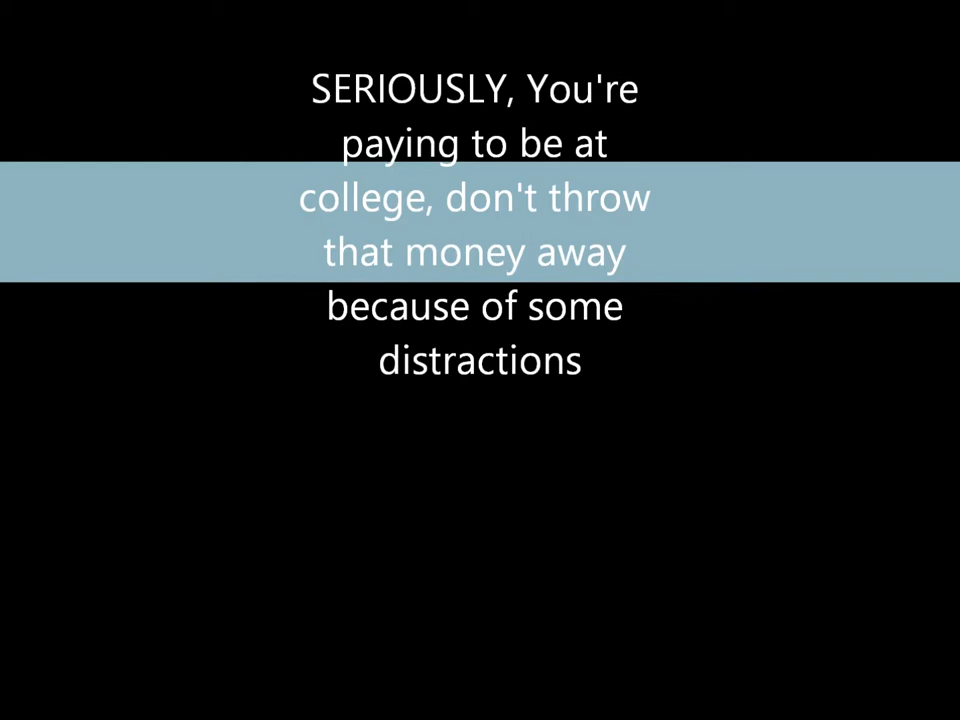 SERIOUSLY, You're
paying to be at
college, don't throw
that money away
because of some
distractions